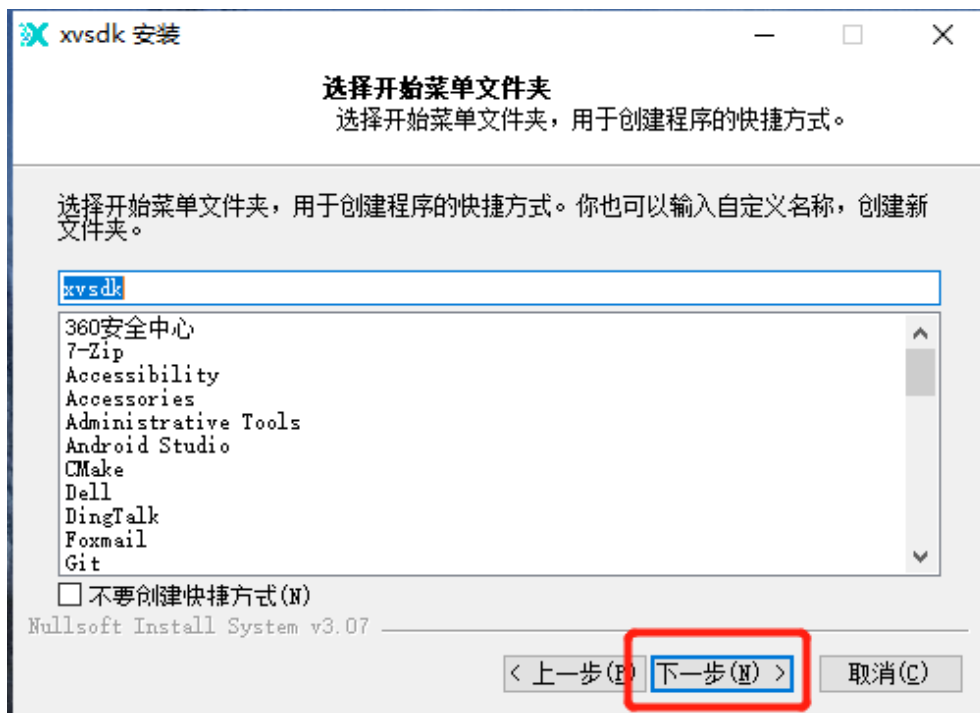 xvsdk 安装
选择开始菜单文件夹
选择开始菜单文件夹，用于创建程序的快捷方式。
选择开始菜单文件夹，用于创建程序的快捷方式。你也可以输入自定义名称，创建新
文件夹。
xvsdk
360安全中心
7-Zip
Accessibility
Accessories
Administrative Tools
Android Studio
CMake
Dell
DingTalk
Foxmail
Git
不要创建快捷方式(N)
Nullsoft Install System v3.07
< 上一步(P) 下一步(N) > 取消(C)